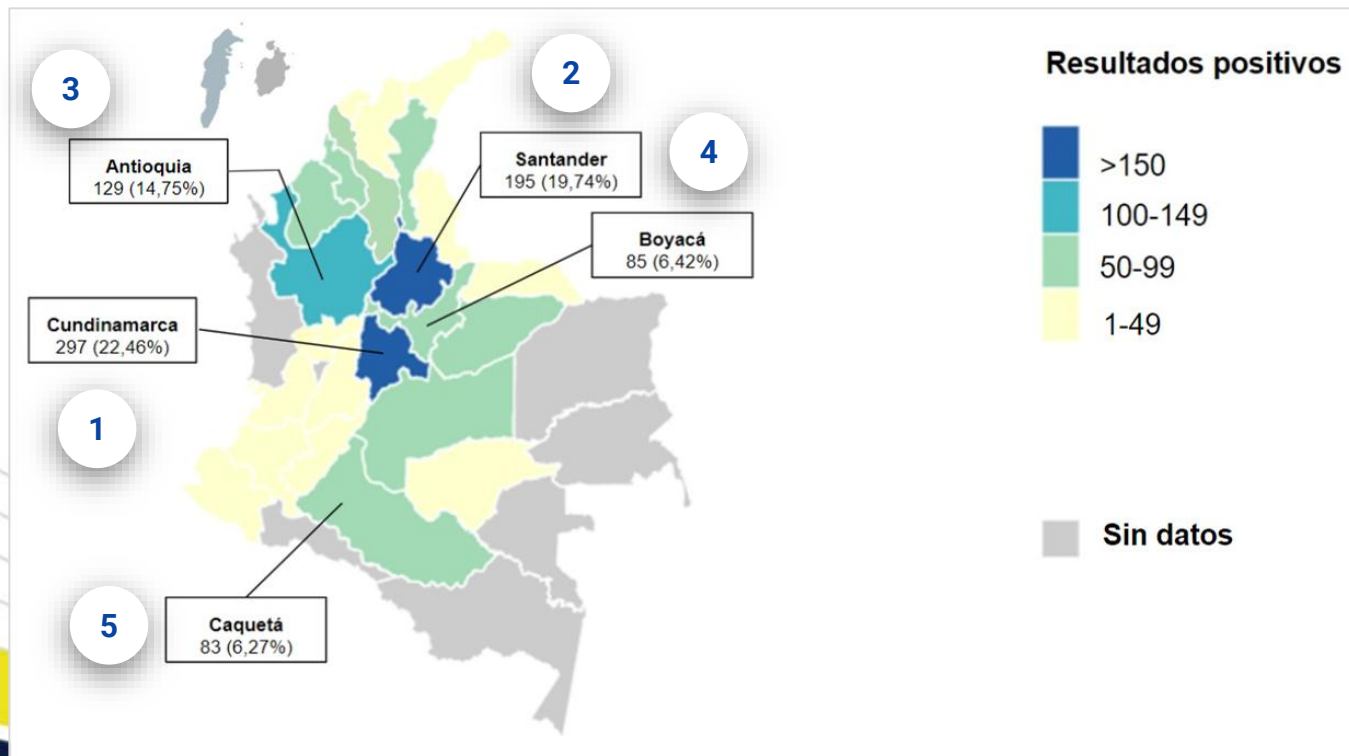 3
2
4
Antioquia
129 (14,75%)
Santander
195 (19,74%)
Boyacá
85 (6,42%)
Cundinamarca
297 (22,46%)
1
5
Caquetá
83 (6,27%)
Resultados positivos
>150
100-149
50-99
1-49
Sin datos